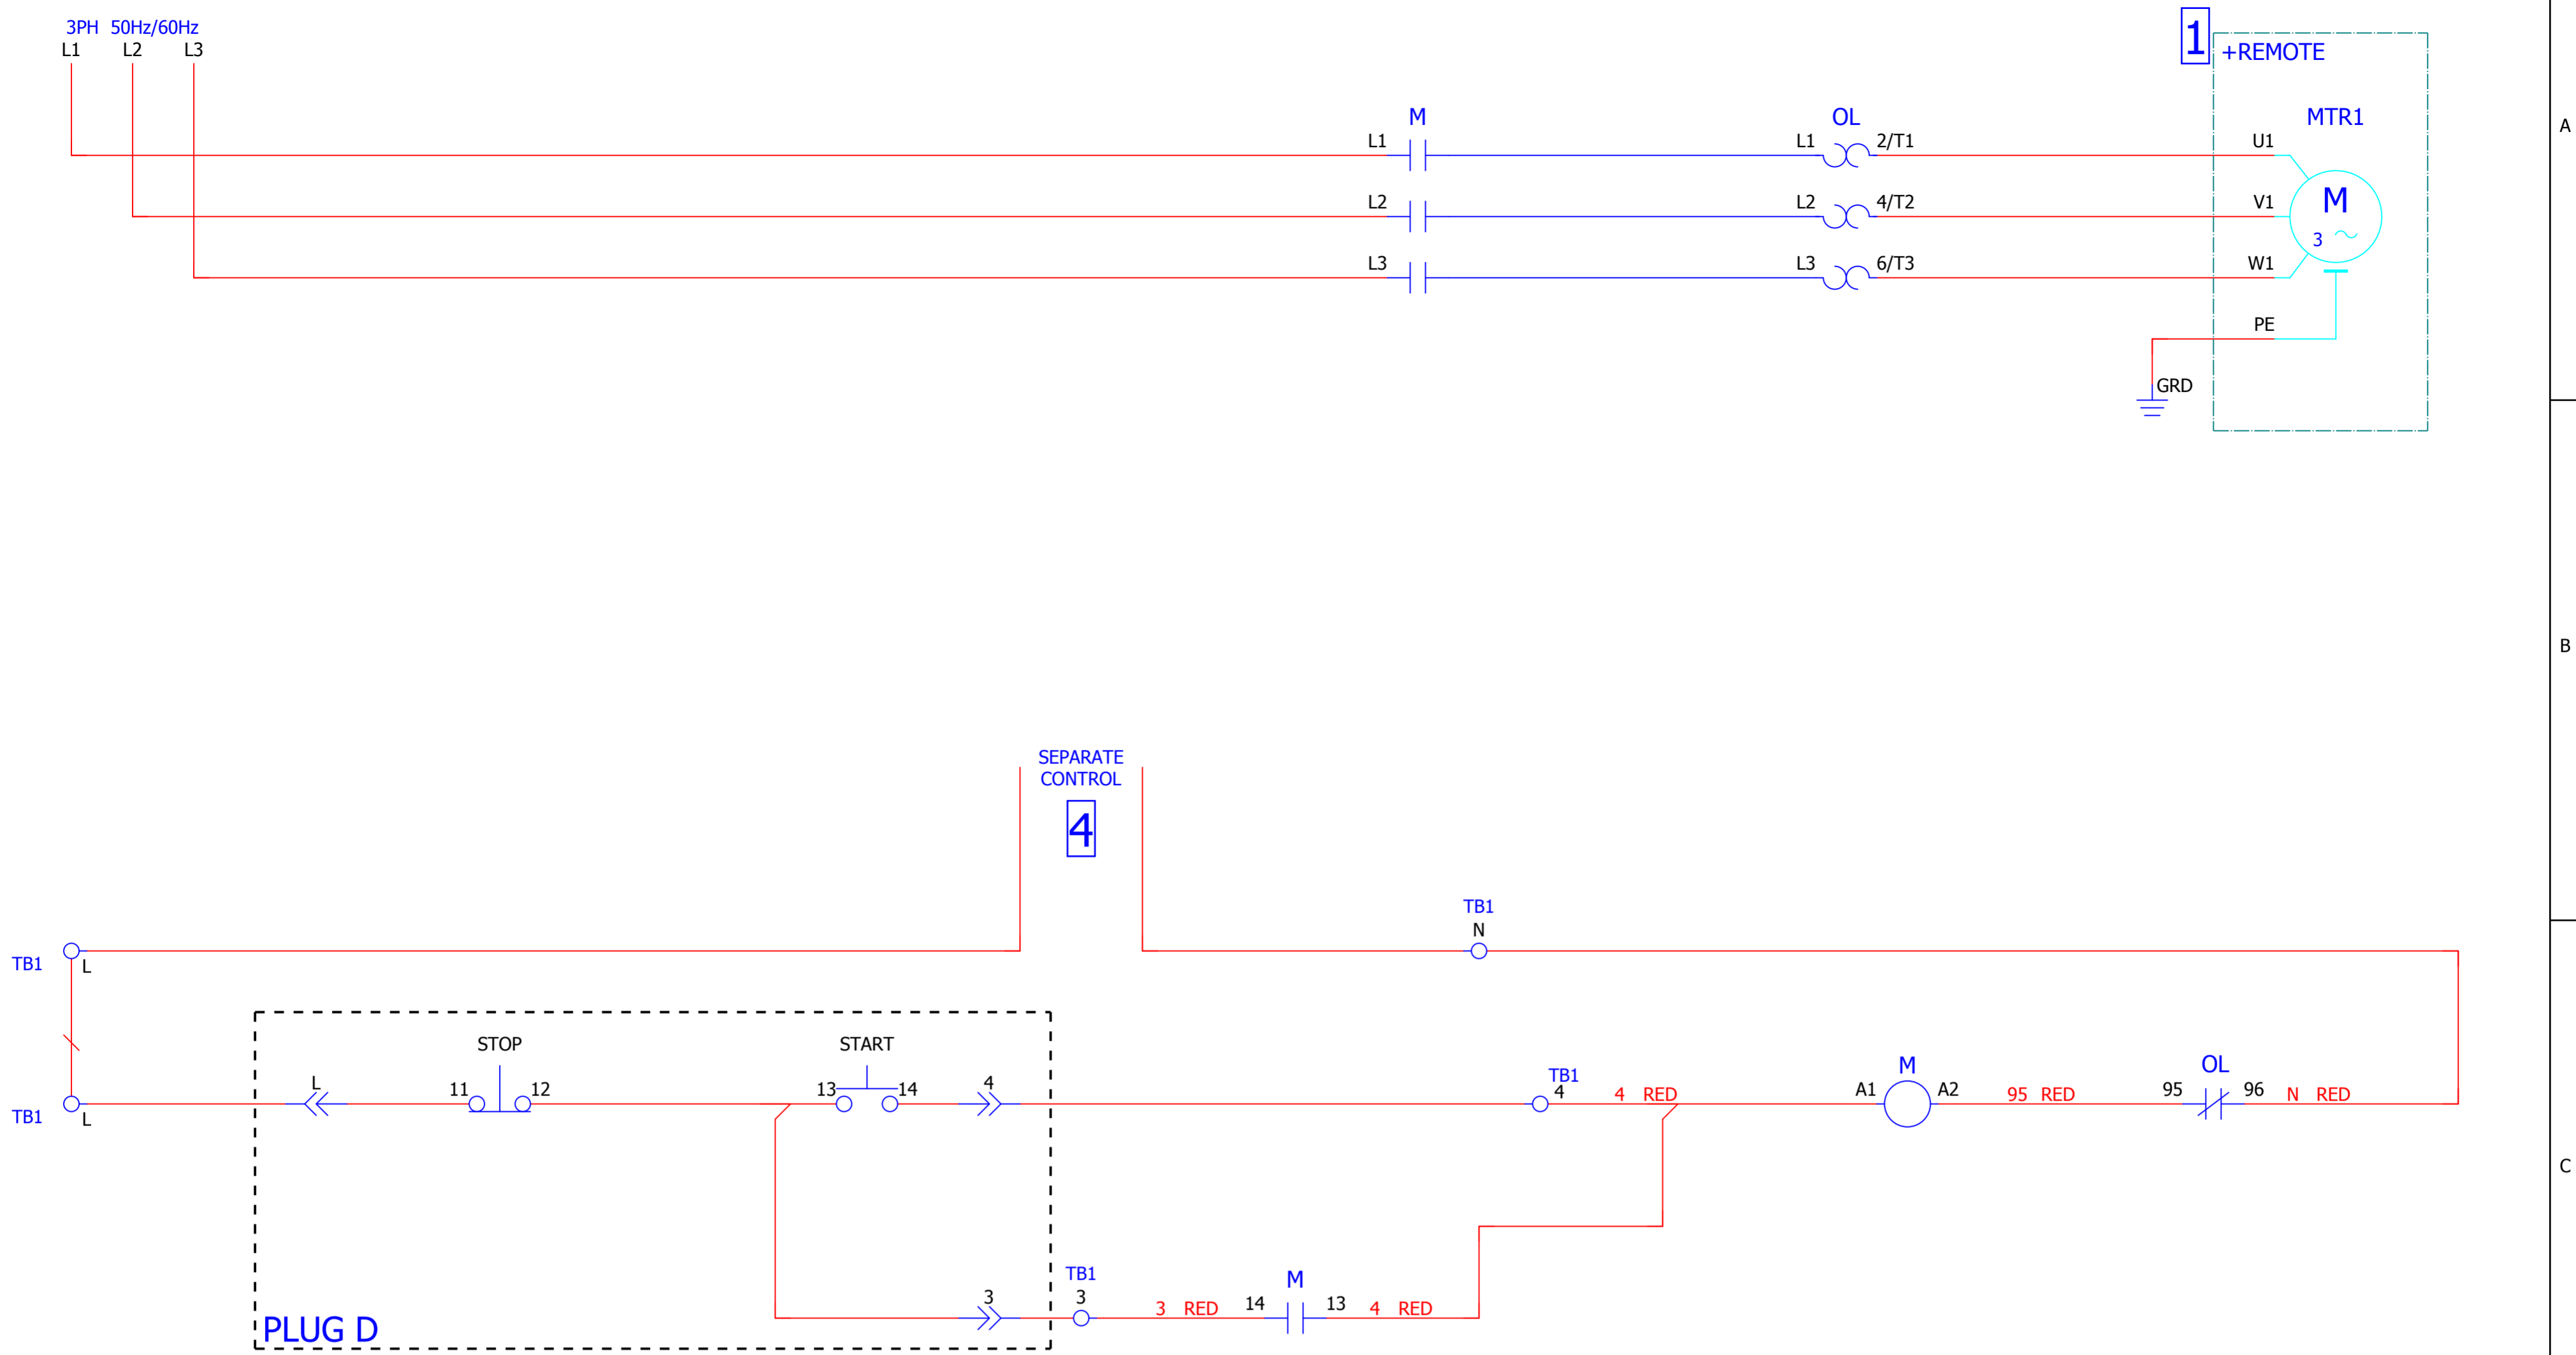 3PH 50Hz/60Hz
L1 L2 L3
1
+REMOTE
M OL MTR1
L1 L1 2/T1 U1
A
M
L2 L2 4/T2 V1
3
L3 L3 6/T3 W1
PE
GRD
B
SEPARATE
CONTROL
4
TB1
N
TB1 L
STOP START
L 11 12 13 14 4
TB1 L
TB1
4
4 RED
M
A1 A2
95 RED
OL
95 96
N RED
C
TB1
3 3
3 RED
M
14 13
4 RED
PLUG D